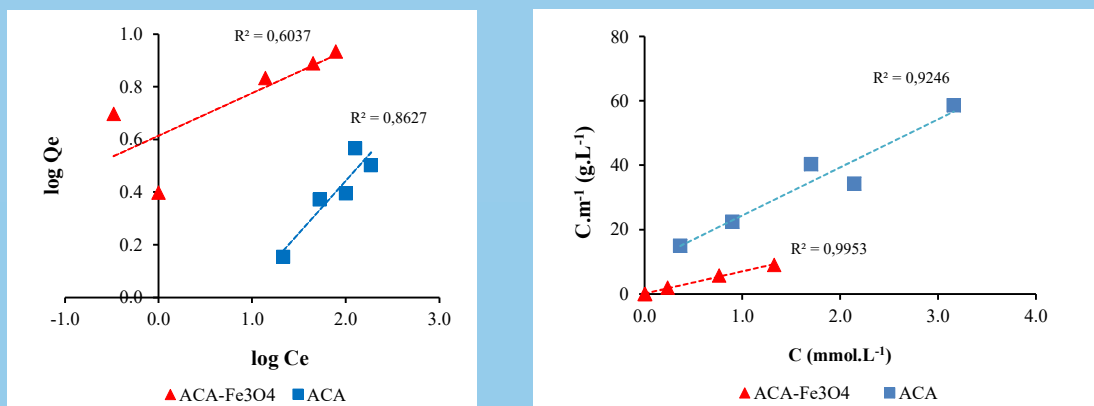 R² = 0,6037
R² = 0,8627
log Qe
1.0
0.8
0.6
0.4
0.2
0.0
-1.0 0.0 1.0 2.0 3.0
log Ce
ACA-Fe3O4 ACA
R² = 0,9246
R² = 0,9953
C.m⁻¹ (g.L⁻¹)
80
60
40
20
0
0.0 1.0 2.0 3.0 4.0
C (mmol.L⁻¹)
ACA-Fe3O4 ACA